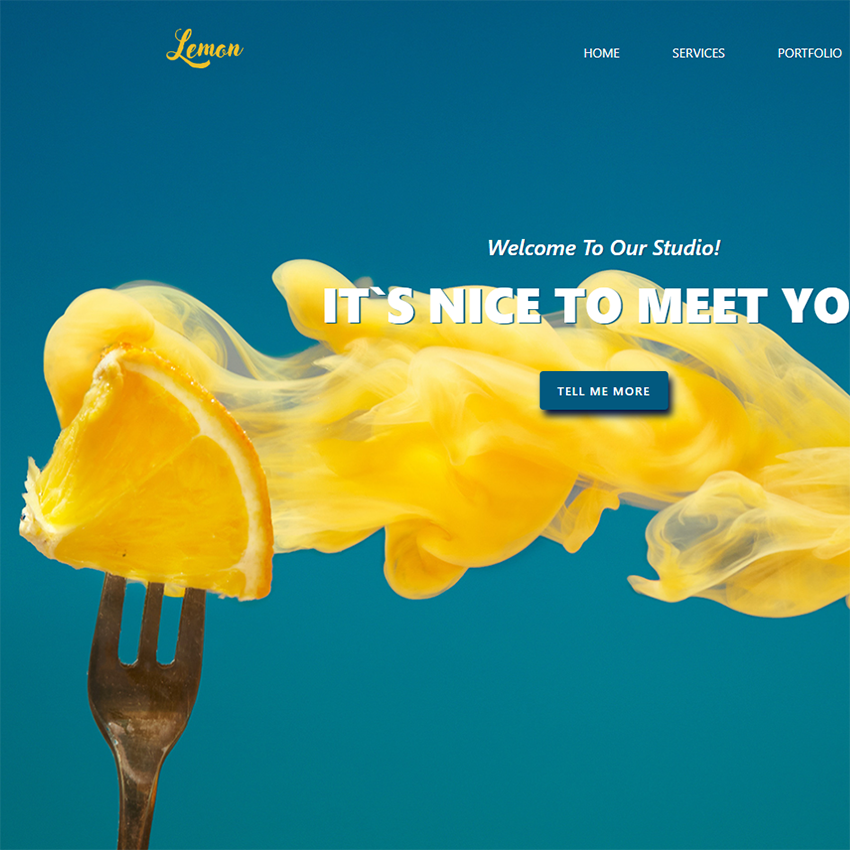 Lemon
HOME SERVICES PORTFOLIO
Welcome To Our Studio!
IT`S NICE TO MEET YO
TELL ME MORE